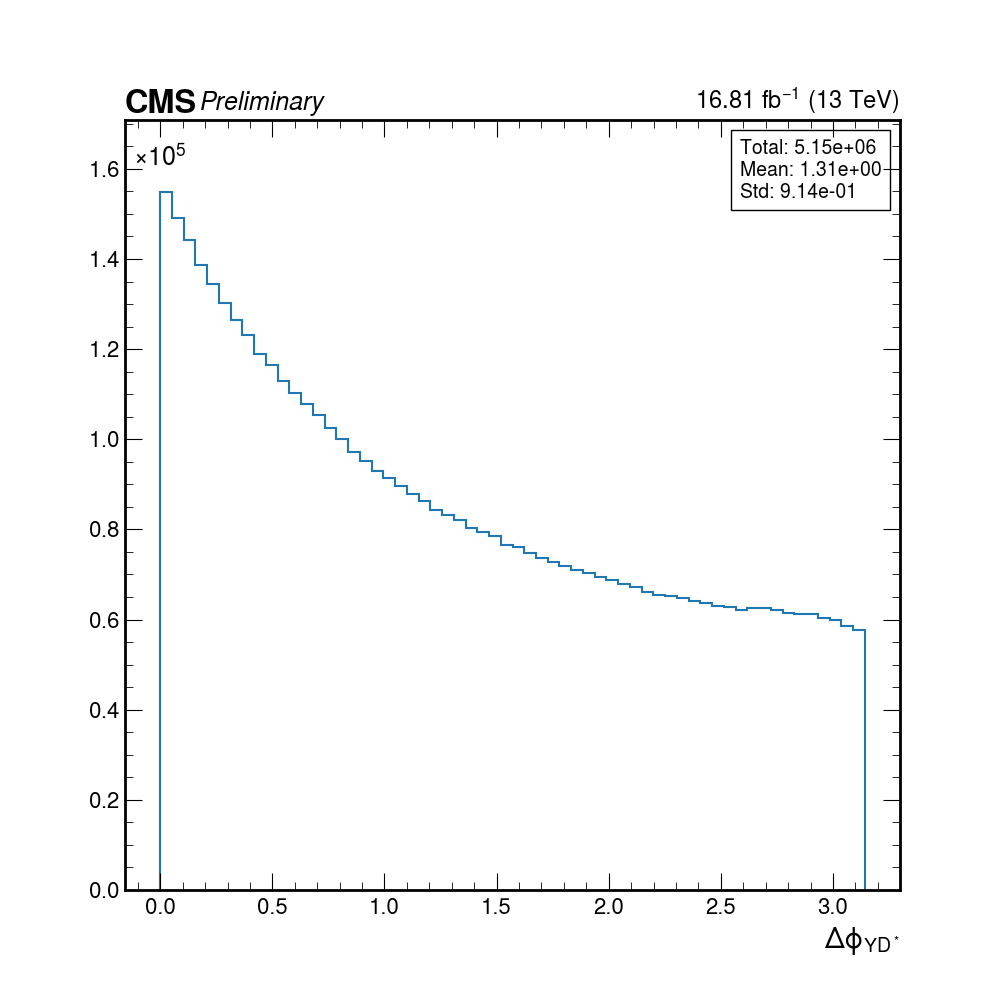 CMS Preliminary 16.81 fb⁻¹ (13 TeV)
×10⁵
Total: 5.15e+06
Mean: 1.31e+00
Std: 9.14e-01
1.6
1.4
1.2
1.0
0.8
0.6
0.4
0.2
0.0
0.0 0.5 1.0 1.5 2.0 2.5 3.0
Δϕ_YD*